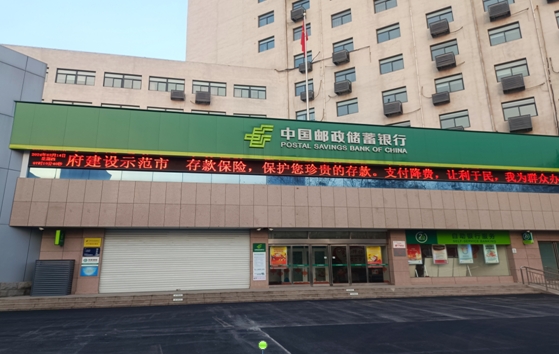 中国邮政储蓄银行
POSTAL SAVINGS BANK OF CHINA
府建设示范市 存款保险，保护您珍贵的存款。支付降费，让利于民，我为群众办